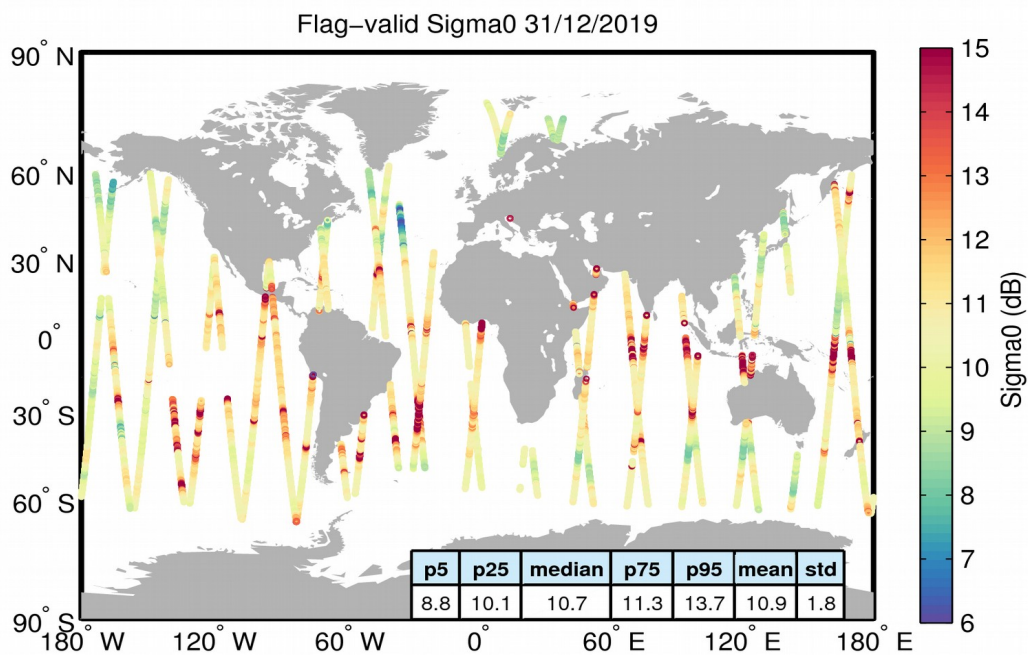 Flag−valid Sigma0 31/12/2019
90° N
60° N
30° N
0°
30° S
60° S
90° S
180° W
120° W
60° W
0°
60° E
120° E
180° E
p5 p25 median p75 p95 mean std
8.8 10.1 10.7 11.3 13.7 10.9 1.8
15
14
13
12
11
10
9
8
7
6
Sigma0 (dB)